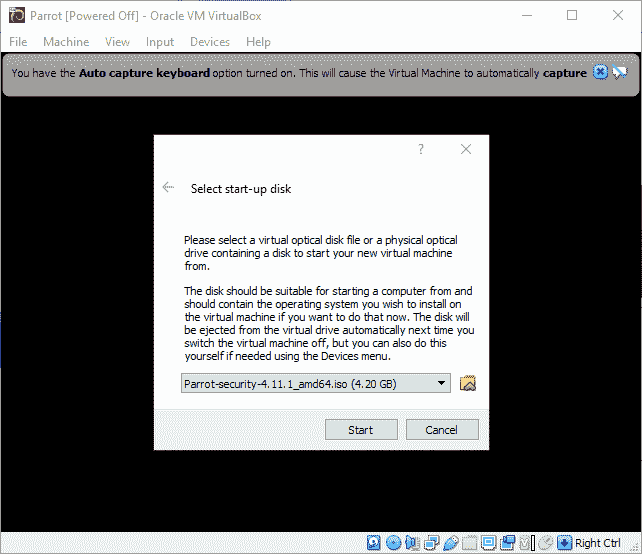 Parrot [Powered Off] - Oracle VM VirtualBox
File Machine View Input Devices Help
You have the Auto capture keyboard option turned on. This will cause the Virtual Machine to automatically capture
?
Select start-up disk
Please select a virtual optical disk file or a physical optical
drive containing a disk to start your new virtual machine
from.
The disk should be suitable for starting a computer from and
should contain the operating system you wish to install on
the virtual machine if you want to do that now. The disk will
be ejected from the virtual drive automatically next time you
switch the virtual machine off, but you can also do this
yourself if needed using the Devices menu.
Parrot-security-4.11.1_amd64.iso (4.20 GB)
Start Cancel
Right Ctrl